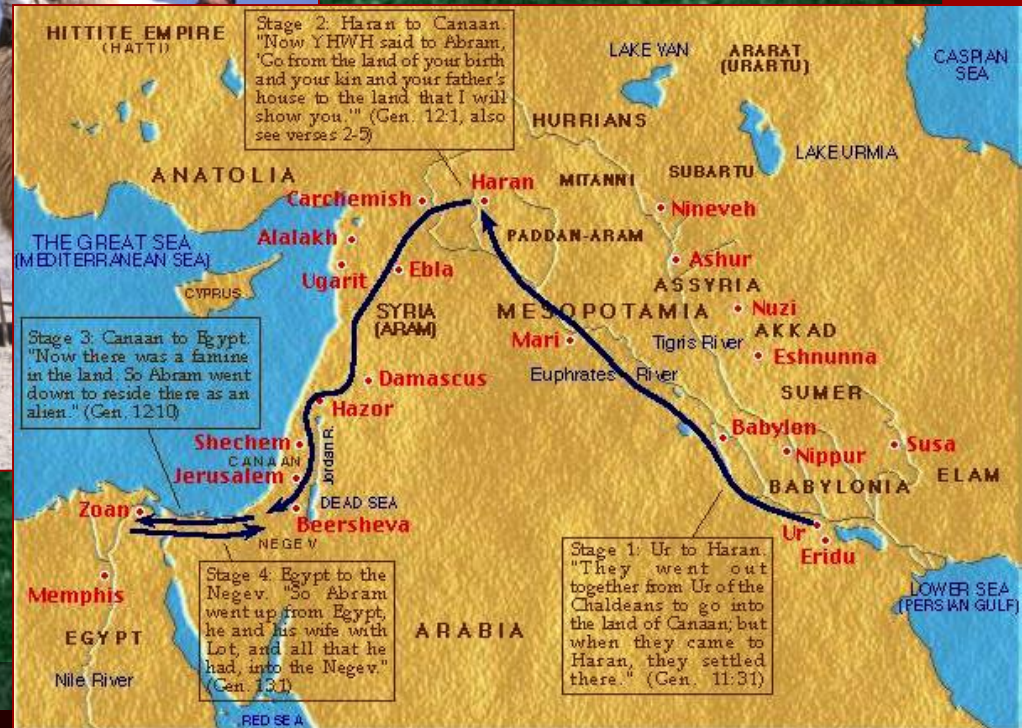 HITTITE EMPIRE
(HATTI)
Stage 2: Haran to Canaan.
"Now YHWH said to Abram,
'Go from the land of your birth
and your kin and your father's
house to the land that I will
show you.'" (Gen. 12:1, also
see verses 2-5)
LAKE VAN
ARARAT
(URARTU)
CASPIAN
SEA
HURRIANS
LAKE URMIA
ANATOLIA
Carchemish
Haran
MITANNI
SUBARTU
Nineveh
THE GREAT SEA
(MEDITERRANEAN SEA)
Alalakh
PADDAN-ARAM
Ugarit
Ebla
Ashur
ASSYRIA
CYPRUS
SYRIA
(ARAM)
MESOPOTAMIA
Nuzi
AKKAD
Mari
Tigris River
Eshnunna
Stage 3: Canaan to Egypt.
"Now there was a famine
in the land. So Abram went
down to reside there as an
alien." (Gen. 12:10)
Damascus
Euphrates River
SUMER
Hazor
Shechem
CANAAN
Jordan R.
Jerusalem
Babylon
Nippur
Susa
ELAM
BABYLONIA
Zoan
DEAD SEA
Beersheva
NEGEV
Ur
Eridu
Memphis
Stage 4: Egypt to the
Negev. "So Abram
went up from Egypt,
he and his wife with
Lot, and all that he
had, into the Negev."
(Gen. 13:1)
Stage 1: Ur to Haran.
"They went out
together from Ur of the
Chaldeans to go into
the land of Canaan; but
when they came to
Haran, they settled
there." (Gen. 11:31)
LOWER SEA
(PERSIAN GULF)
EGYPT
ARABIA
Nile River
RED SEA